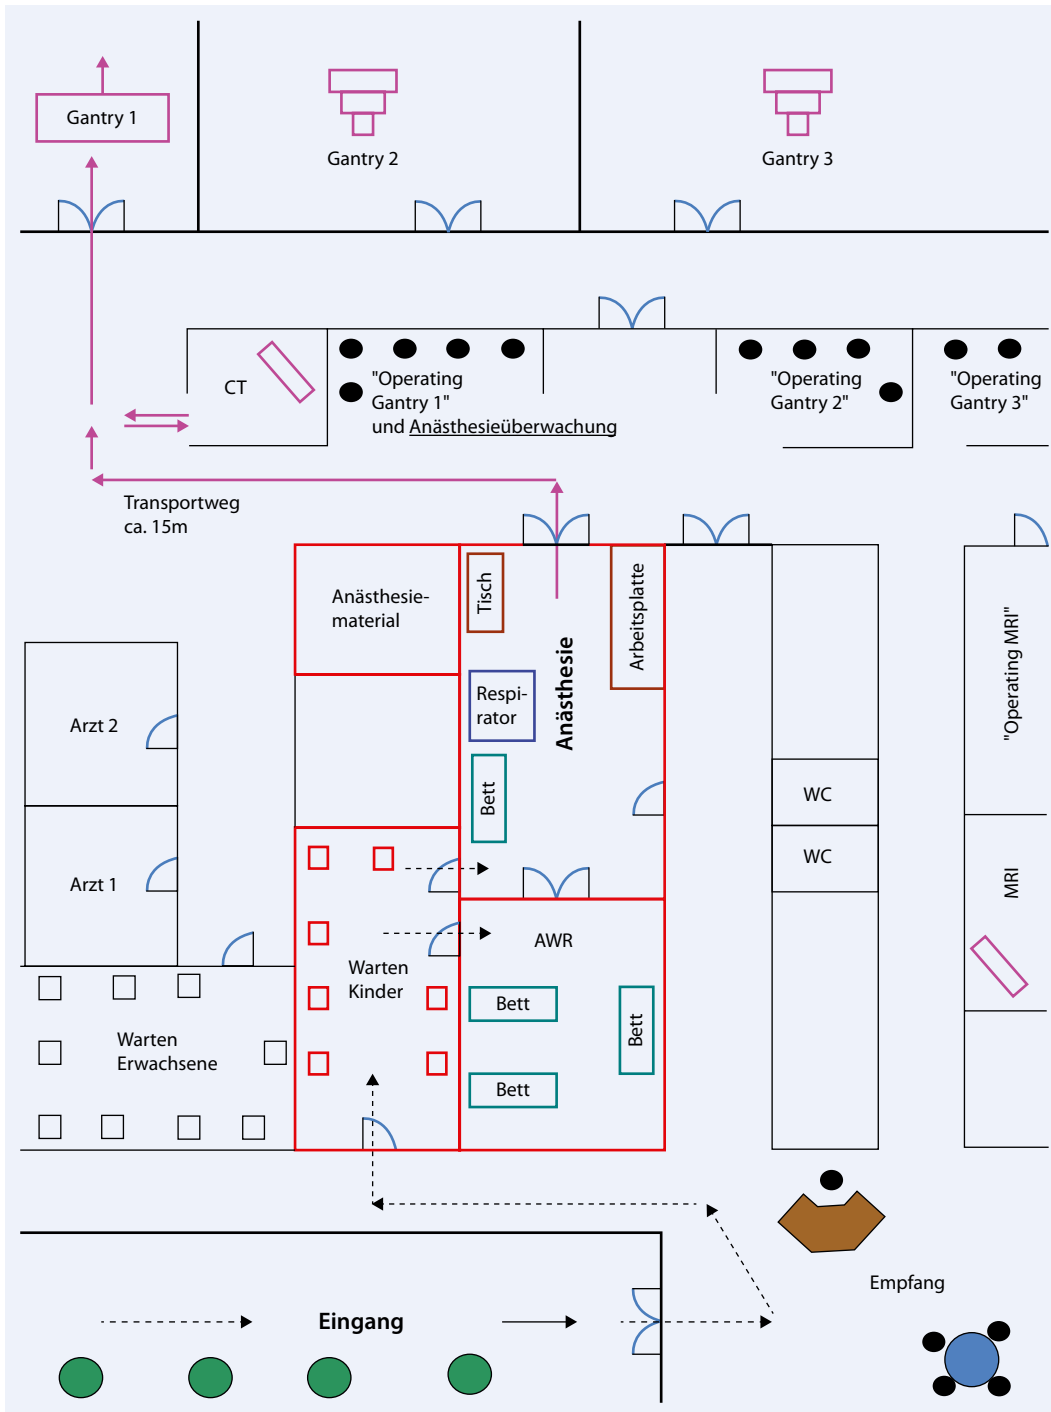 Gantry 1
Gantry 2
Gantry 3
CT
"Operating
Gantry 1"
und Anästhesieüberwachung
"Operating
Gantry 2"
"Operating
Gantry 3"
Transportweg
ca. 15m
Anästhesie-
material
Tisch
Arbeitsplatte
Anästhesie
Respi-
rator
Bett
"Operating MRI"
Arzt 2
Arzt 1
WC
WC
MRI
AWR
Warten
Kinder
Bett
Bett
Bett
Warten
Erwachsene
Empfang
Eingang